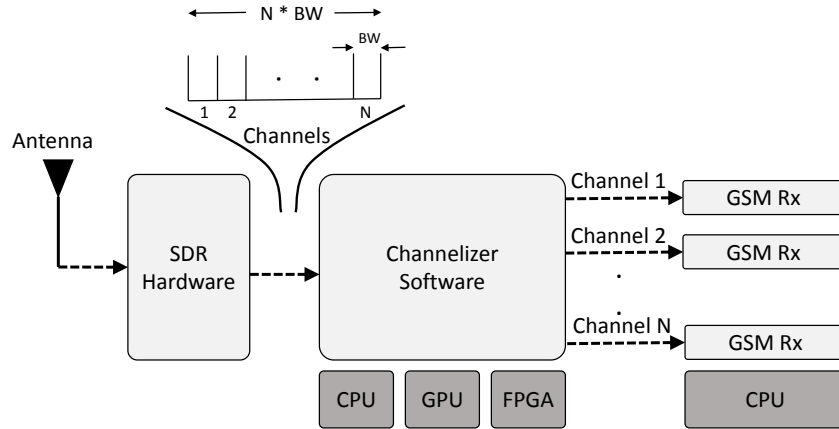 N * BW
BW
1 2 N
Channels
Antenna
SDR
Hardware
Channelizer
Software
Channel 1
GSM Rx
Channel 2
GSM Rx
Channel N
GSM Rx
CPU
GPU
FPGA
CPU